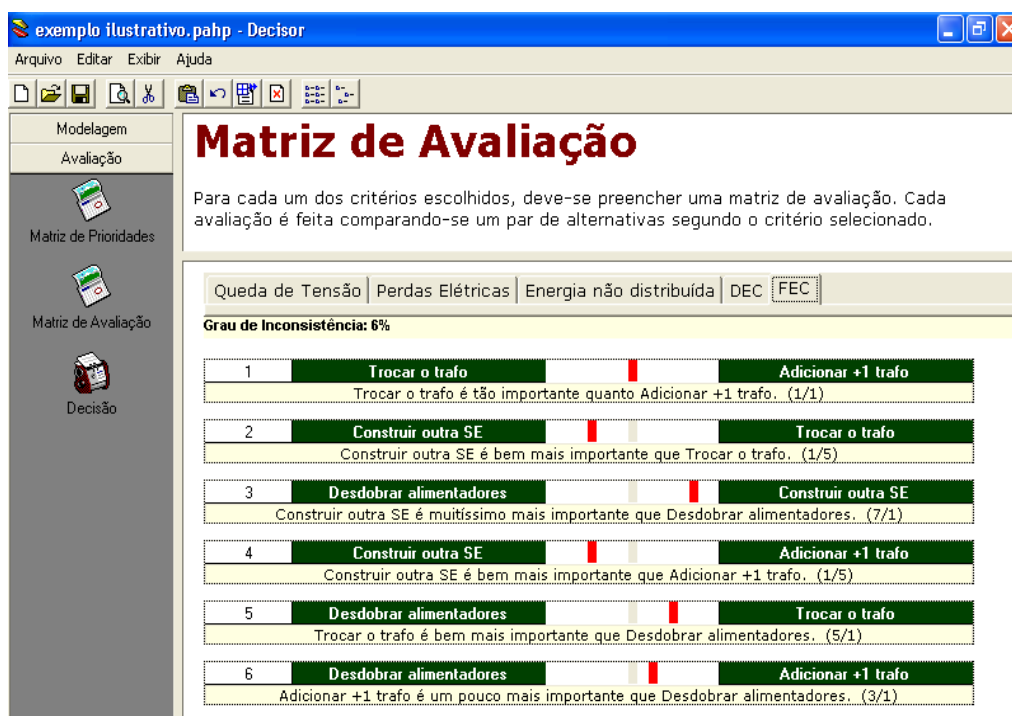 exemplo ilustrativo.pahp - Decisor
Arquivo Editar Exibir Ajuda
Modelagem
Avaliação
Matriz de Prioridades
Matriz de Avaliação
Decisão
Matriz de Avaliação
Para cada um dos critérios escolhidos, deve-se preencher uma matriz de avaliação. Cada
avaliação é feita comparando-se um par de alternativas segundo o critério selecionado.
Queda de Tensão Perdas Elétricas Energia não distribuída DEC FEC
Grau de Inconsistência: 6%
1 Trocar o trafo Adicionar +1 trafo
Trocar o trafo é tão importante quanto Adicionar +1 trafo. (1/1)
2 Construir outra SE Trocar o trafo
Construir outra SE é bem mais importante que Trocar o trafo. (1/5)
3 Desdobrar alimentadores Construir outra SE
Construir outra SE é muitíssimo mais importante que Desdobrar alimentadores. (7/1)
4 Construir outra SE Adicionar +1 trafo
Construir outra SE é bem mais importante que Adicionar +1 trafo. (1/5)
5 Desdobrar alimentadores Trocar o trafo
Trocar o trafo é bem mais importante que Desdobrar alimentadores. (5/1)
6 Desdobrar alimentadores Adicionar +1 trafo
Adicionar +1 trafo é um pouco mais importante que Desdobrar alimentadores. (3/1)